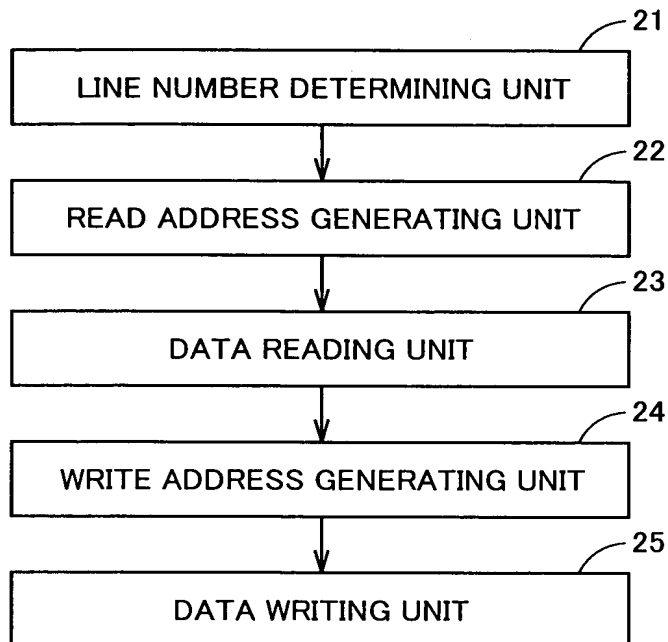 21
LINE NUMBER DETERMINING UNIT
22
READ ADDRESS GENERATING UNIT
23
DATA READING UNIT
24
WRITE ADDRESS GENERATING UNIT
25
DATA WRITING UNIT